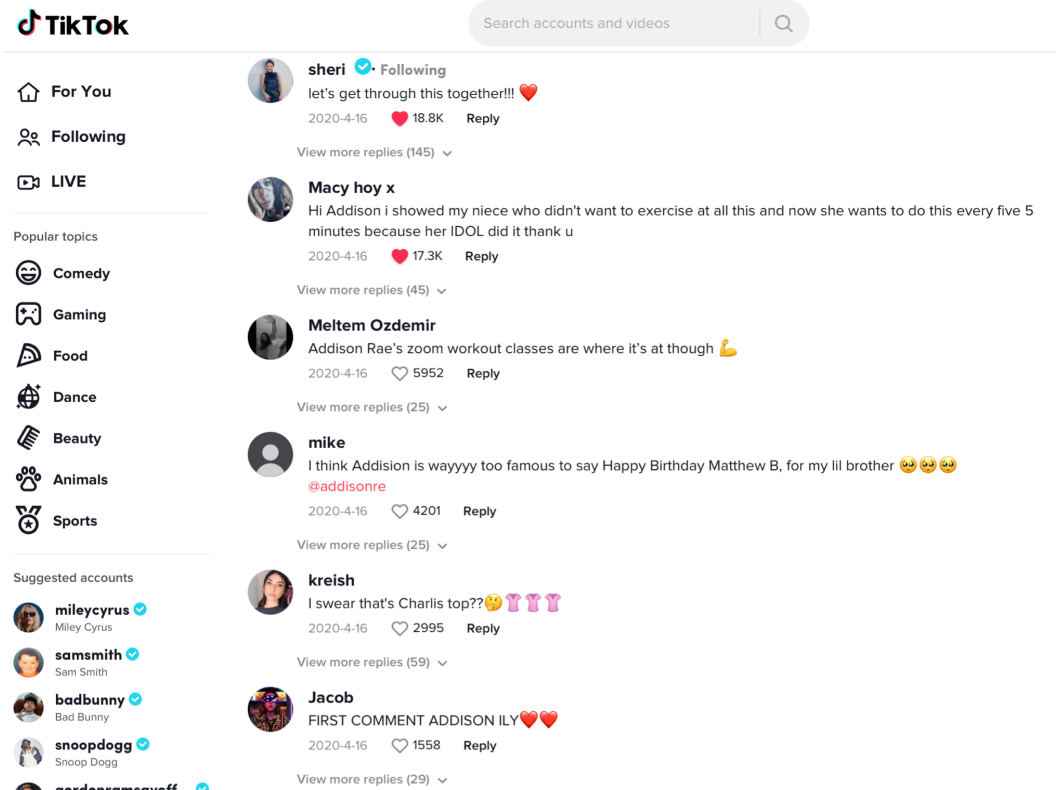 TikTok
Search accounts and videos
For You
Following
LIVE
Popular topics
Comedy
Gaming
Food
Dance
Beauty
Animals
Sports
Suggested accounts
mileycyrus
Miley Cyrus
samsmith
Sam Smith
badbunny
Bad Bunny
snoopdogg
Snoop Dogg
sheri · Following
let's get through this together!!! ❤️
2020-4-16 18.8K Reply
View more replies (145)
Macy hoy x
Hi Addison i showed my niece who didn't want to exercise at all this and now she wants to do this every five 5
minutes because her IDOL did it thank u
2020-4-16 17.3K Reply
View more replies (45)
Meltem Ozdemir
Addison Rae's zoom workout classes are where it's at though 💪
2020-4-16 5952 Reply
View more replies (25)
mike
I think Addision is wayyyy too famous to say Happy Birthday Matthew B, for my lil brother 🥺🥺🥺
@addisonre
2020-4-16 4201 Reply
View more replies (25)
kreish
I swear that's Charlis top??🤔👚👚👚
2020-4-16 2995 Reply
View more replies (59)
Jacob
FIRST COMMENT ADDISON ILY❤️❤️
2020-4-16 1558 Reply
View more replies (29)